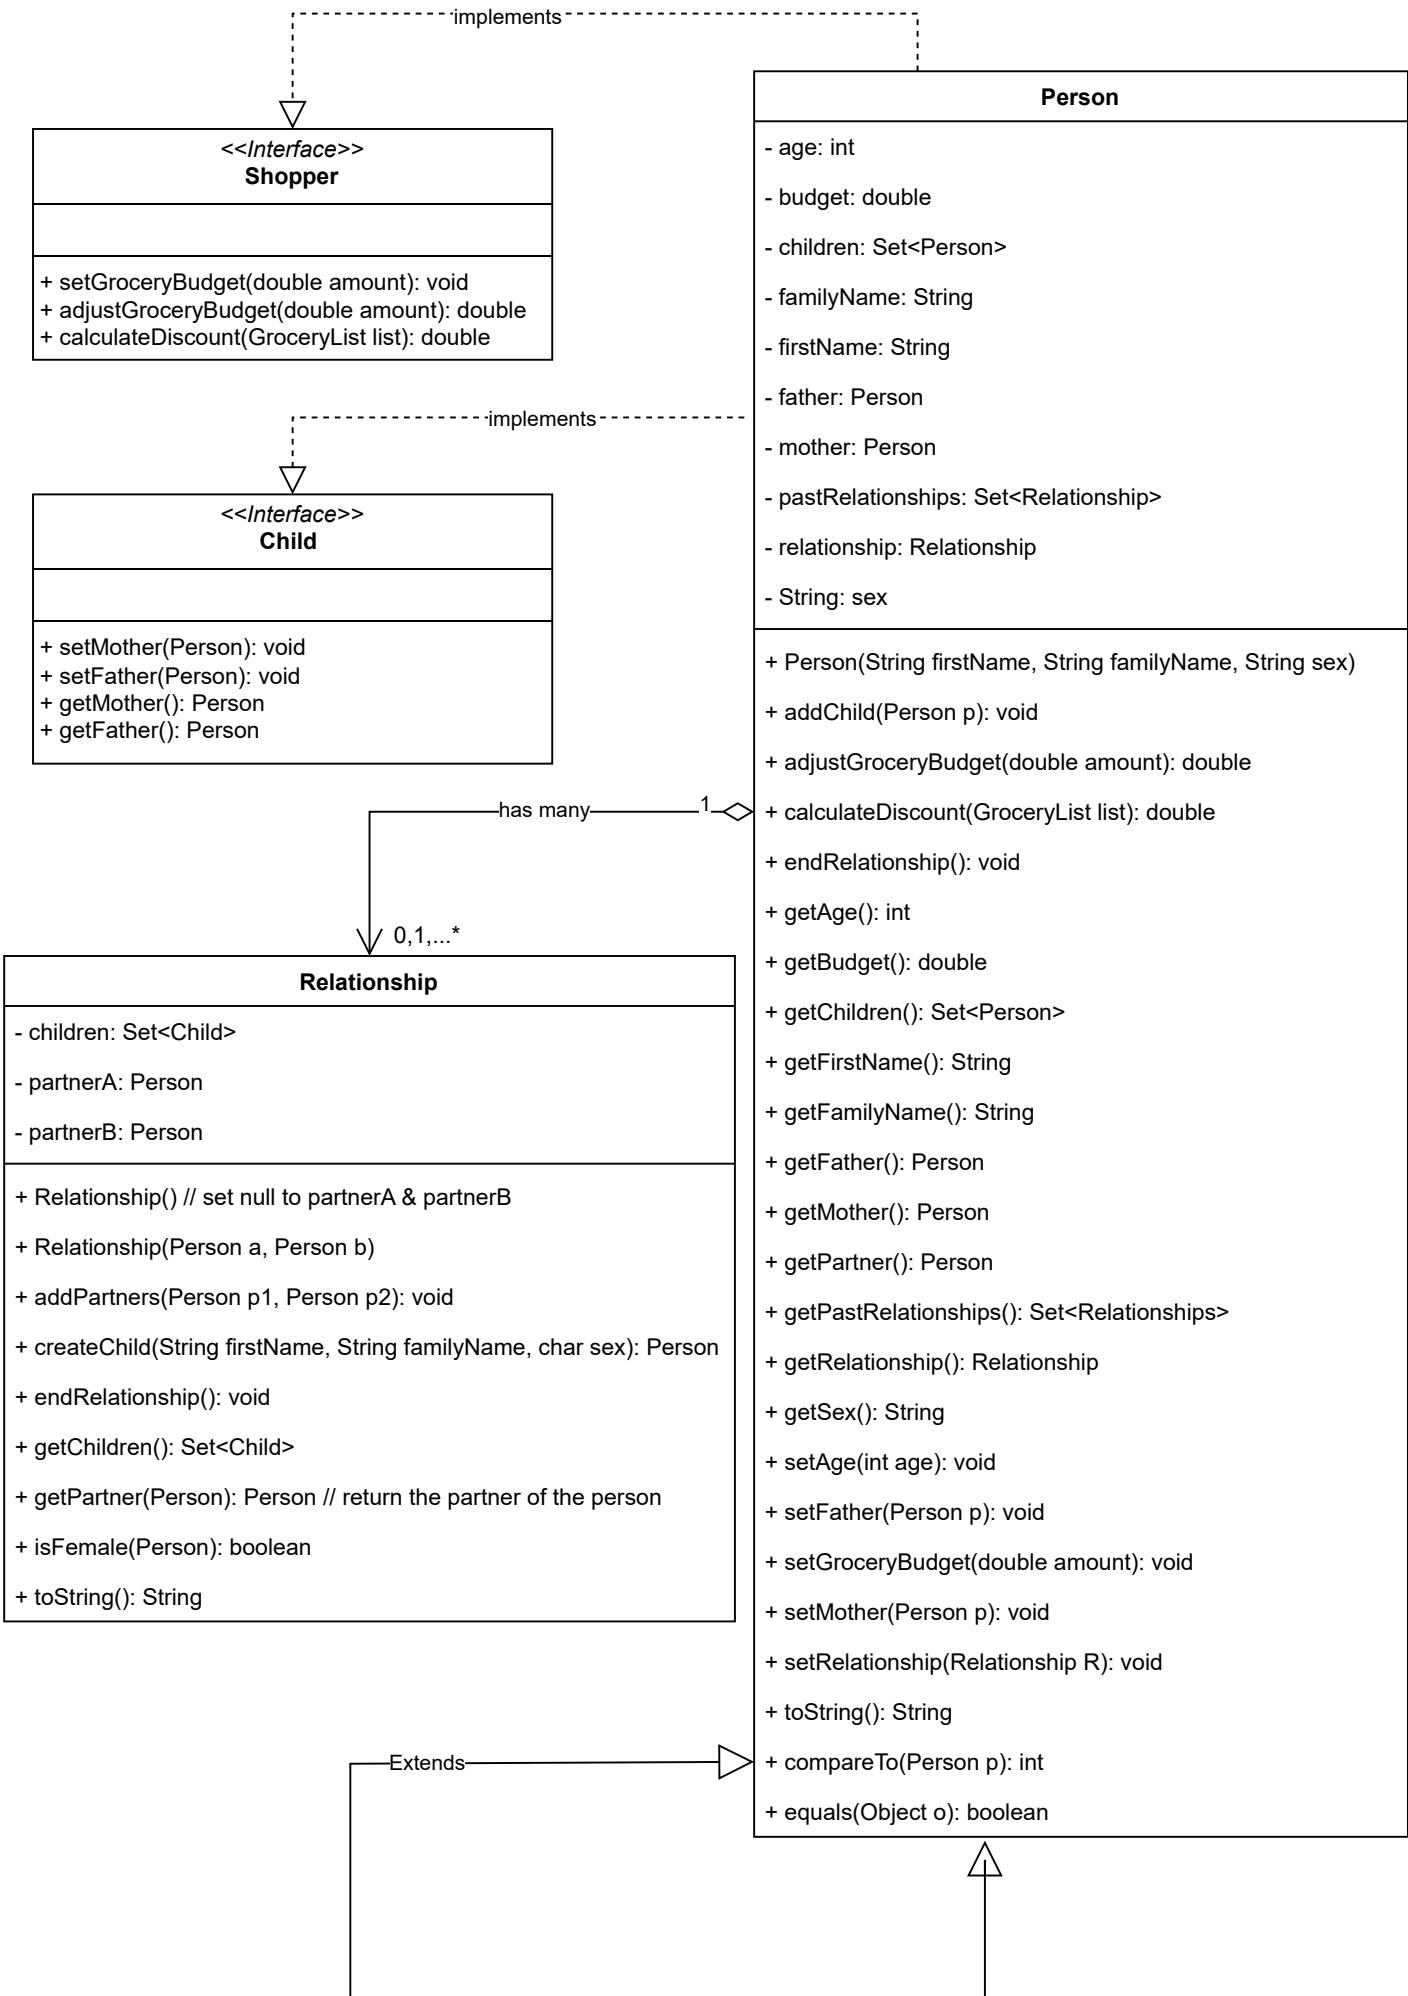 implements
<<Interface>>
Shopper
+ setGroceryBudget(double amount): void
+ adjustGroceryBudget(double amount): double
+ calculateDiscount(GroceryList list): double
implements
<<Interface>>
Child
+ setMother(Person): void
+ setFather(Person): void
+ getMother(): Person
+ getFather(): Person
has many
1
0,1,...*
Relationship
- children: Set<Child>
- partnerA: Person
- partnerB: Person
+ Relationship() // set null to partnerA & partnerB
+ Relationship(Person a, Person b)
+ addPartners(Person p1, Person p2): void
+ createChild(String firstName, String familyName, char sex): Person
+ endRelationship(): void
+ getChildren(): Set<Child>
+ getPartner(Person): Person // return the partner of the person
+ isFemale(Person): boolean
+ toString(): String
Extends
Person
- age: int
- budget: double
- children: Set<Person>
- familyName: String
- firstName: String
- father: Person
- mother: Person
- pastRelationships: Set<Relationship>
- relationship: Relationship
- String: sex
+ Person(String firstName, String familyName, String sex)
+ addChild(Person p): void
+ adjustGroceryBudget(double amount): double
+ calculateDiscount(GroceryList list): double
+ endRelationship(): void
+ getAge(): int
+ getBudget(): double
+ getChildren(): Set<Person>
+ getFirstName(): String
+ getFamilyName(): String
+ getFather(): Person
+ getMother(): Person
+ getPartner(): Person
+ getPastRelationships(): Set<Relationships>
+ getRelationship(): Relationship
+ getSex(): String
+ setAge(int age): void
+ setFather(Person p): void
+ setGroceryBudget(double amount): void
+ setMother(Person p): void
+ setRelationship(Relationship R): void
+ toString(): String
+ compareTo(Person p): int
+ equals(Object o): boolean